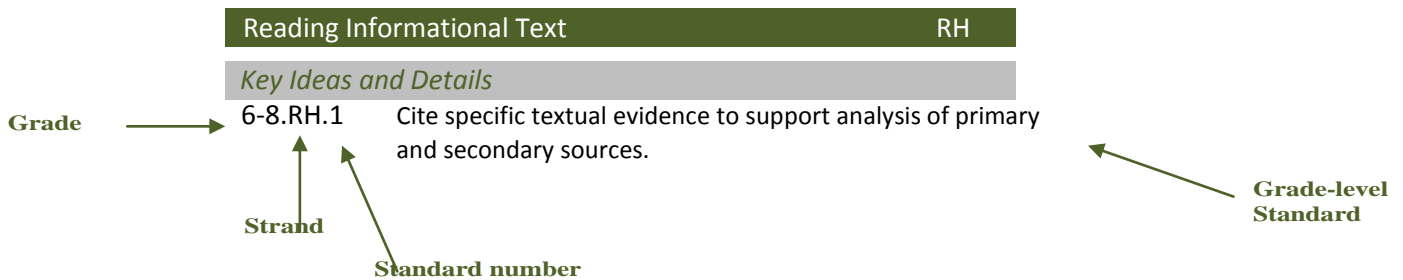 Reading Informational Text RH
Key Ideas and Details
Grade 6-8.RH.1 Cite specific textual evidence to support analysis of primary
and secondary sources.
Grade-level
Standard
Strand
Standard number